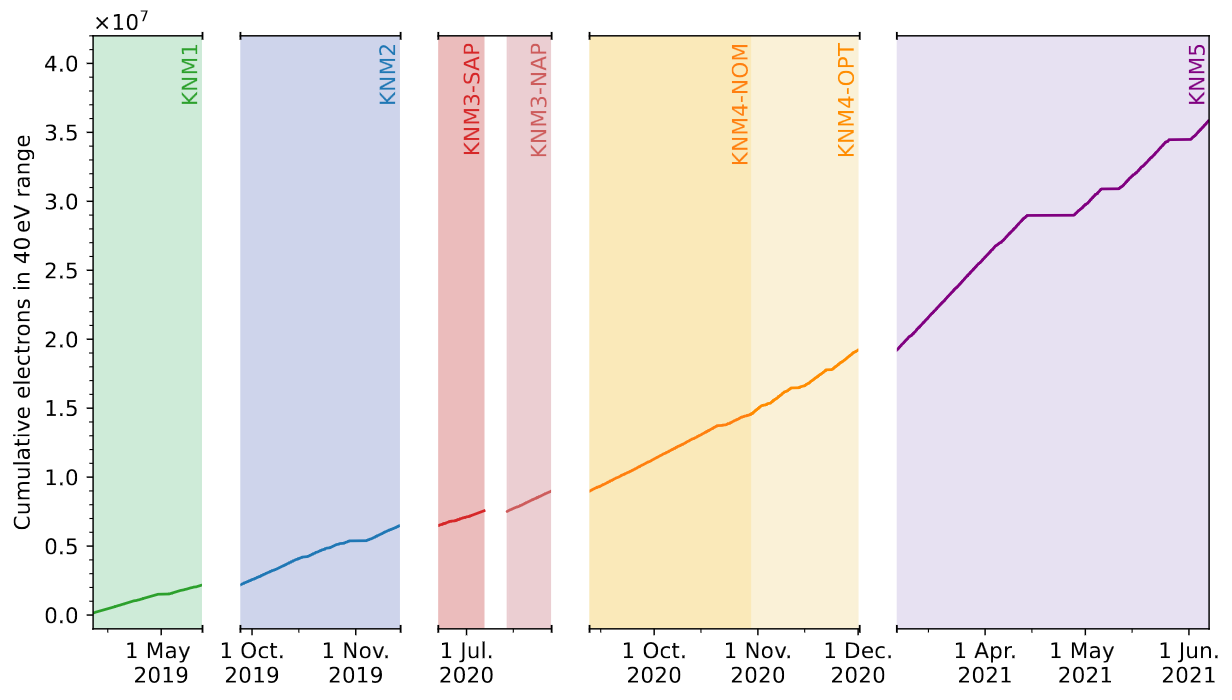 ×10⁷
KNM1
KNM2
KNM3-SAP
KNM3-NAP
KNM4-NOM
KNM4-OPT
KNM5
Cumulative electrons in 40 eV range
4.0
3.5
3.0
2.5
2.0
1.5
1.0
0.5
0.0
1 May
2019
1 Oct.
2019
1 Nov.
2019
1 Jul.
2020
1 Oct.
2020
1 Nov.
2020
1 Dec.
2020
1 Apr.
2021
1 May
2021
1 Jun.
2021